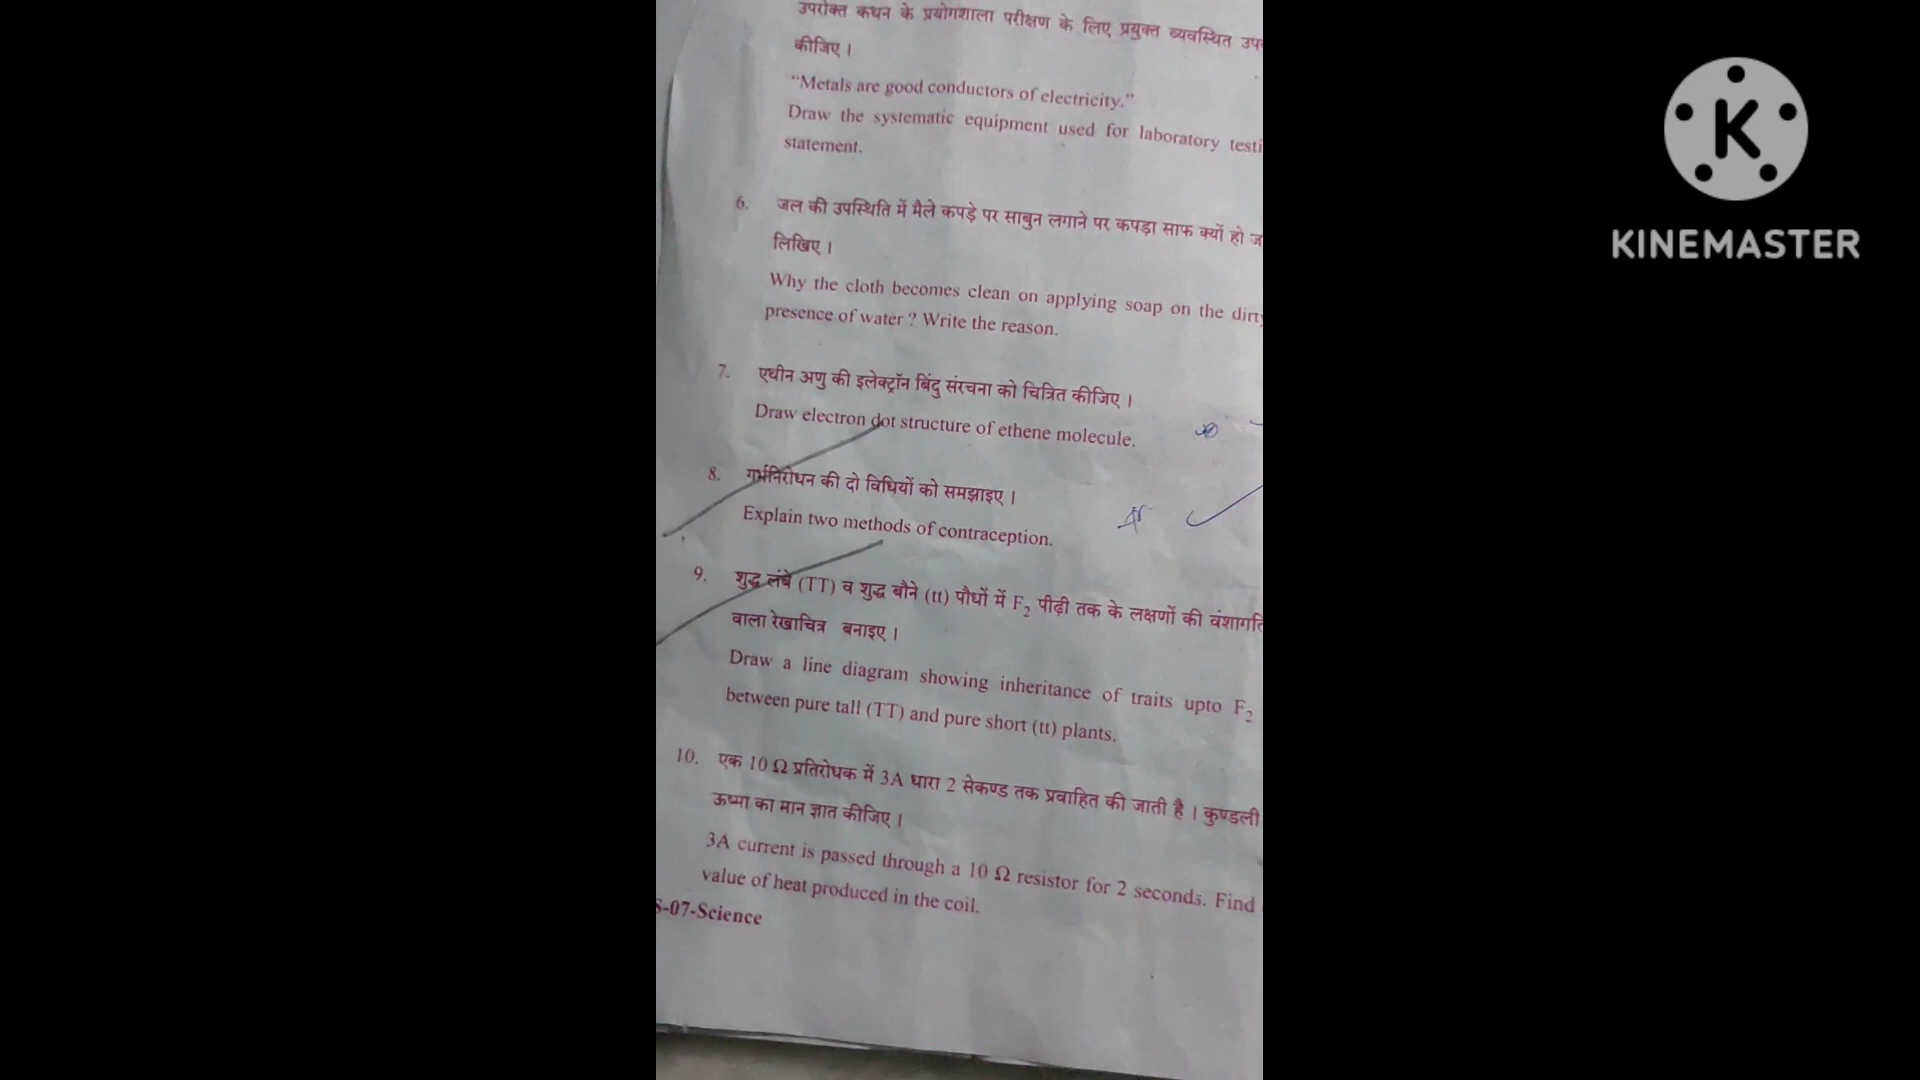 उपरोक्त कथन के प्रयोगशाला परीक्षण के लिए प्रयुक्त व्यवस्थित
कीजिए ।
“Metals are good conductors of electricity.”
Draw the systematic equipment used for laboratory testi
statement.
6. जल की उपस्थिति में मैले कपड़े पर साबुन लगाने पर कपड़ा साफ क्यों हो ज
लिखिए ।
Why the cloth becomes clean on applying soap on the dirty
presence of water ? Write the reason.
7. एथीन अणु की इलेक्ट्रॉन बिंदु संरचना को चित्रित कीजिए ।
Draw electron dot structure of ethene molecule.
8. गर्भनिरोधन की दो विधियों को समझाइए ।
Explain two methods of contraception.
9. शुद्ध लंबे (TT) व शुद्ध बौने (tt) पौधों में F2 पीढ़ी तक के लक्षणों की वंशागति
वाला रेखाचित्र बनाइए ।
Draw a line diagram showing inheritance of traits upto F2
between pure tall (TT) and pure short (tt) plants.
10. एक 10 Ω प्रतिरोधक में 3A धारा 2 सेकण्ड तक प्रवाहित की जाती है । कुण्डली
ऊष्मा का मान ज्ञात कीजिए ।
3A current is passed through a 10 Ω resistor for 2 seconds. Find
value of heat produced in the coil.
S-07-Science
K
KINEMASTER